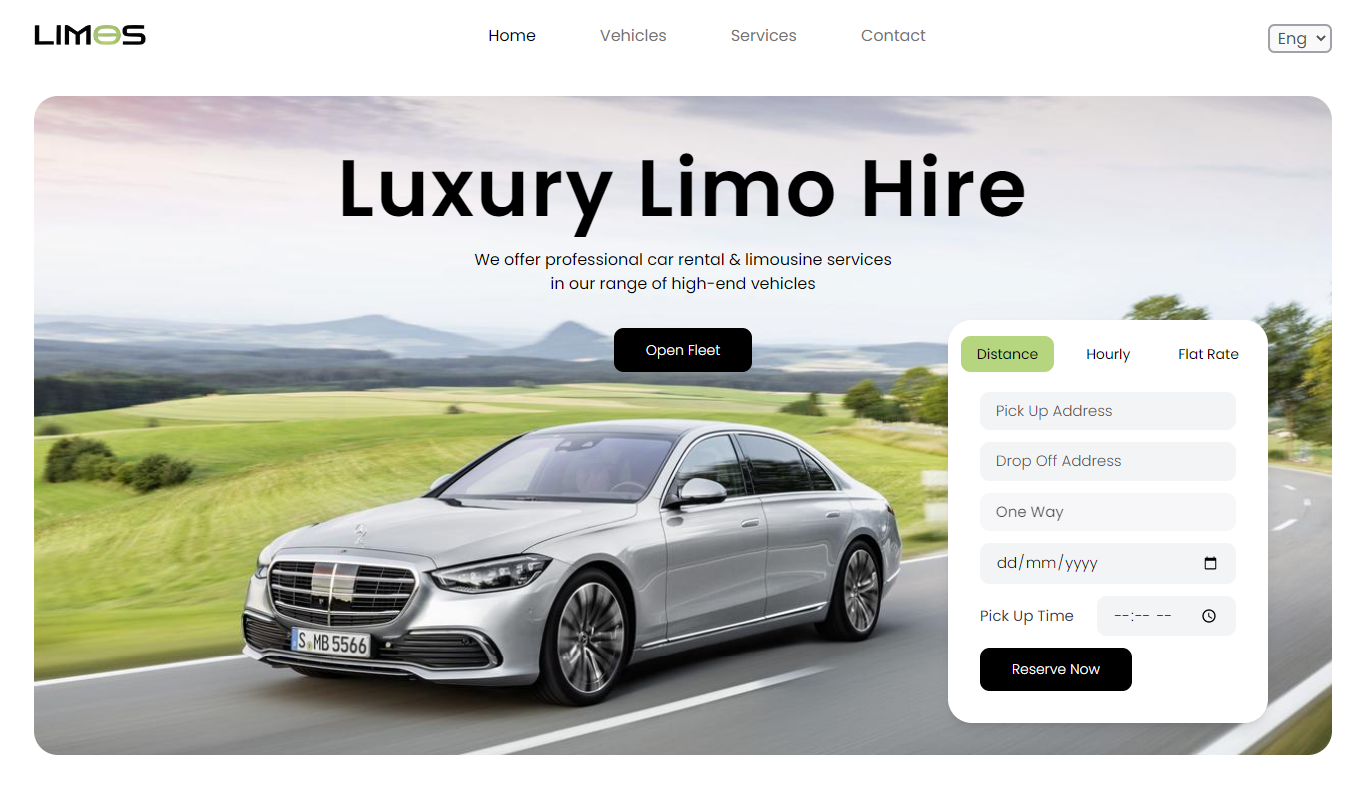 LIMOS
Home Vehicles Services Contact
Eng
Luxury Limo Hire
We offer professional car rental & limousine services
in our range of high-end vehicles
Open Fleet
Distance Hourly Flat Rate
Pick Up Address
Drop Off Address
One Way
dd/mm/yyyy
Pick Up Time --:-- --
Reserve Now
S MB 5566